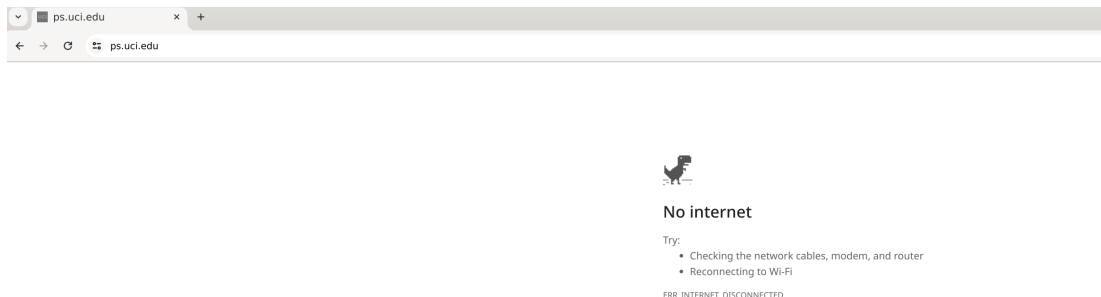 ps.uci.edu
ps.uci.edu
No internet
Try:
• Checking the network cables, modem, and router
• Reconnecting to Wi-Fi
ERR_INTERNET_DISCONNECTED